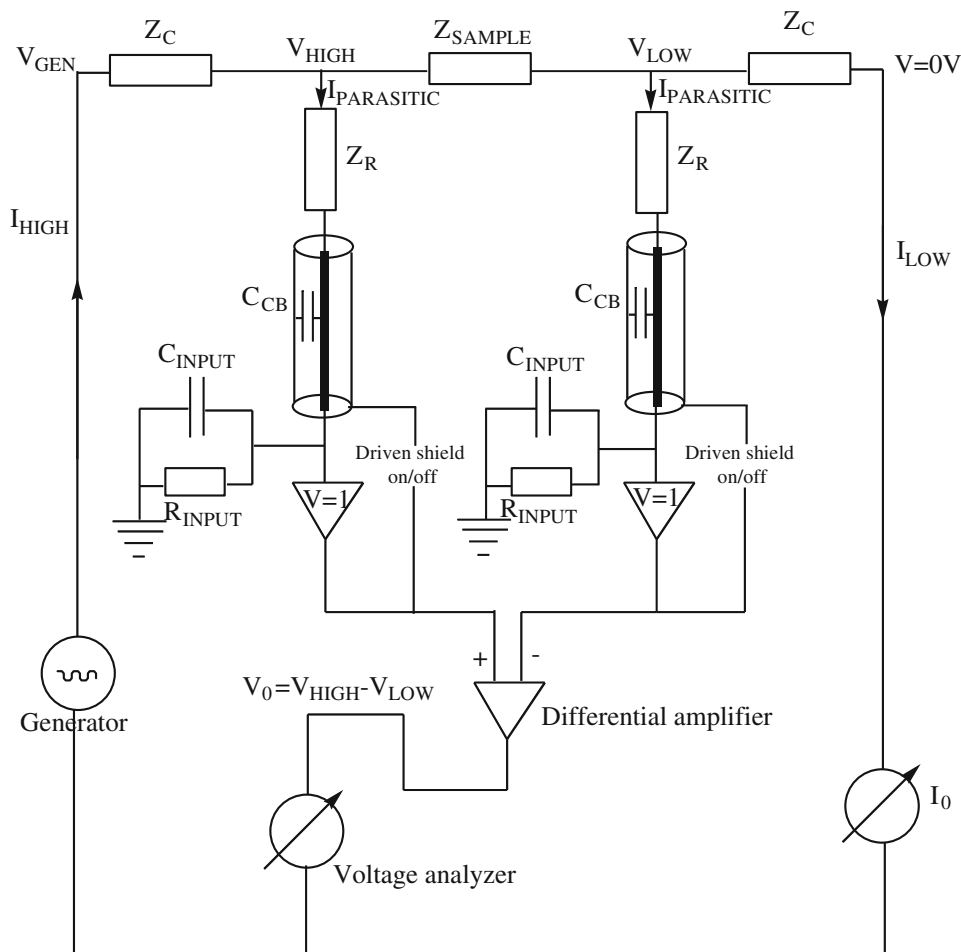 Z_C
Z_SAMPLE
Z_C
V_GEN
V_HIGH
V_LOW
V=0V
I_PARASITIC
I_PARASITIC
Z_R
Z_R
I_HIGH
I_LOW
C_CB
C_CB
C_INPUT
C_INPUT
Driven shield
on/off
Driven shield
on/off
V=1
V=1
R_INPUT
R_INPUT
+ -
V_0=V_HIGH-V_LOW
Generator
Differential amplifier
I_0
Voltage analyzer